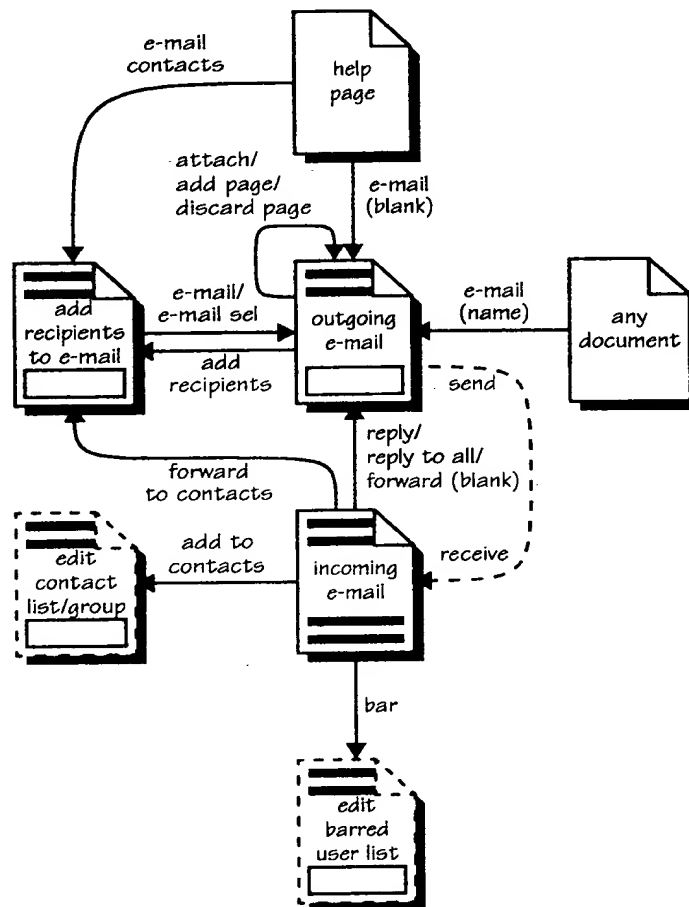 e-mail
contacts
help
page
attach/
add page/
discard page
e-mail
(blank)
add
recipients
to e-mail
e-mail/
e-mail sel
add
recipients
outgoing
e-mail
e-mail
(name)
any
document
send
reply/
reply to all/
forward (blank)
forward
to contacts
edit
contact
list/group
add to
contacts
incoming
e-mail
receive
bar
edit
barred
user list